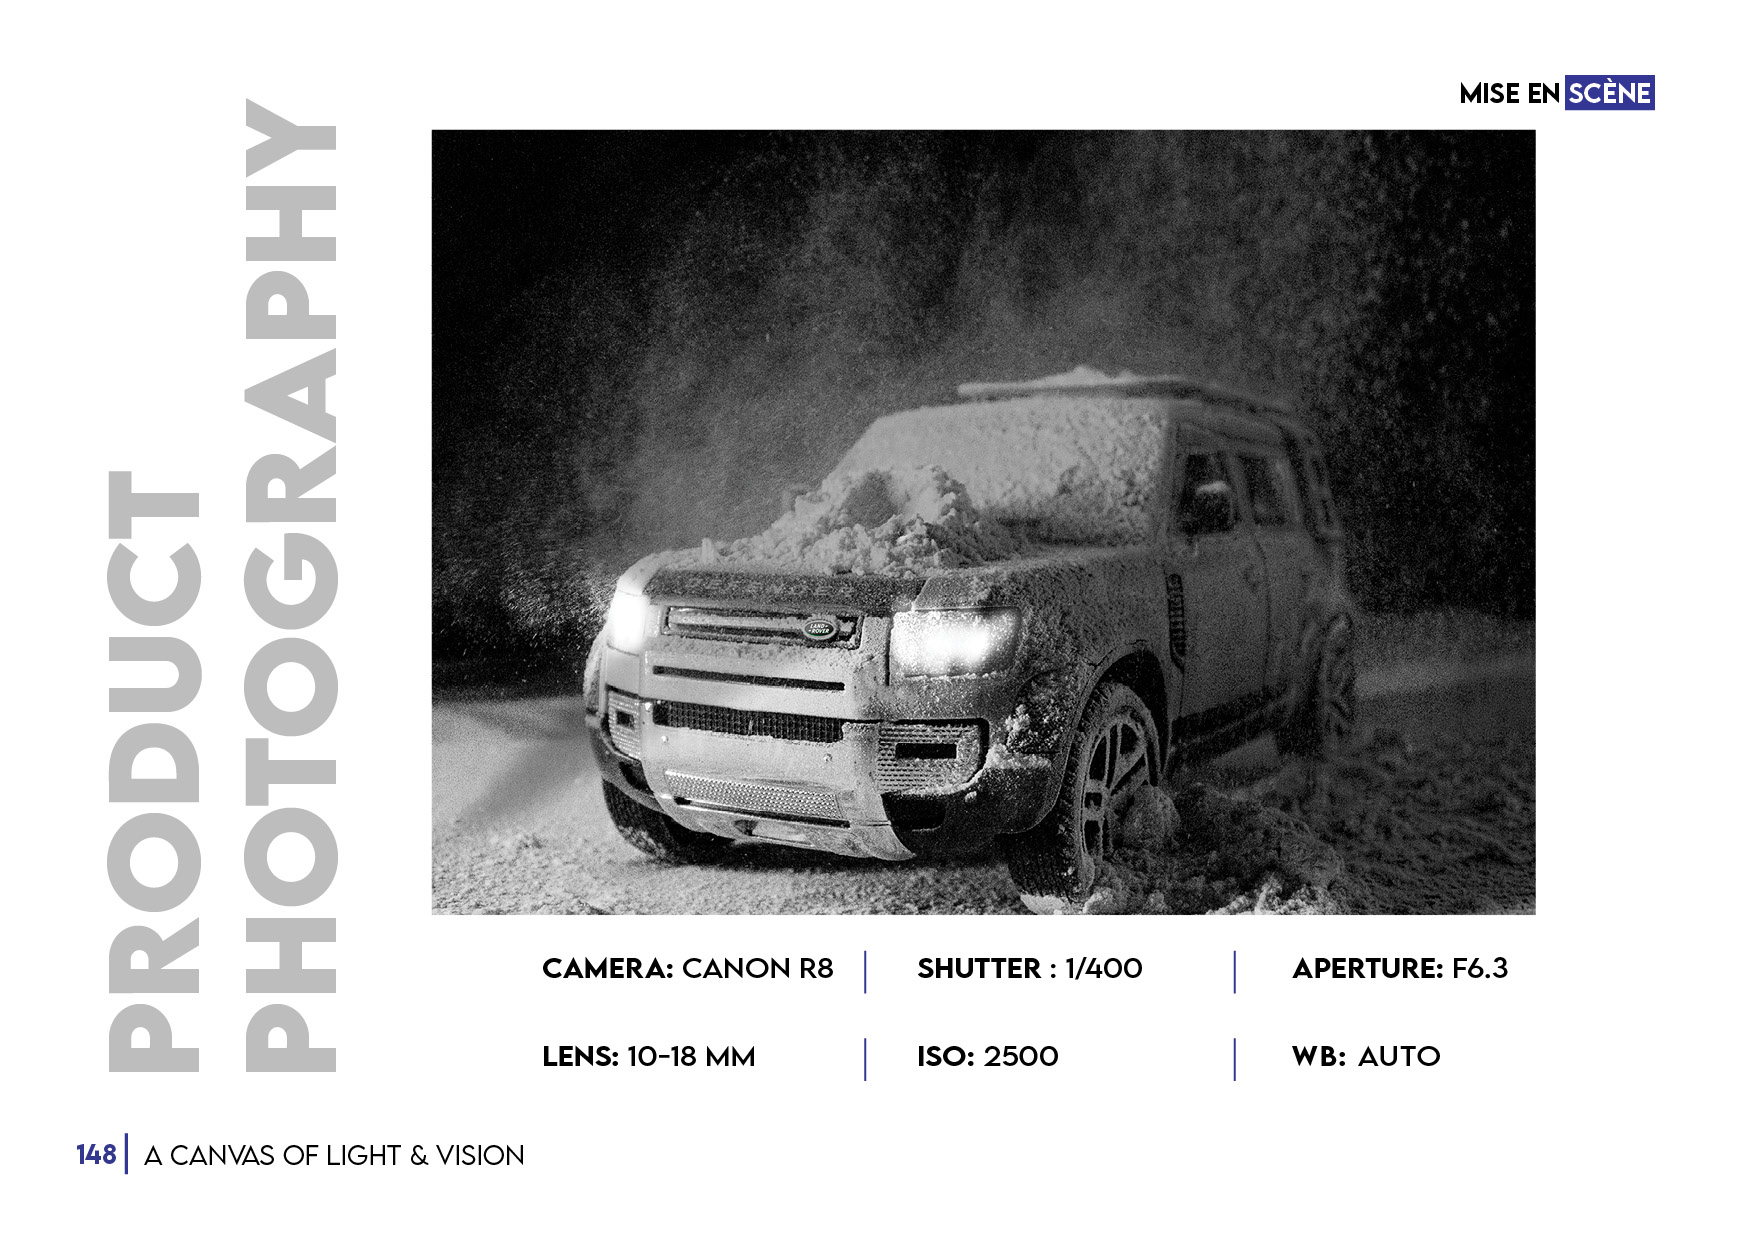 MISE EN SCÈNE
PRODUCT
PHOTOGRAPHY
LAND-
-ROVER
CAMERA: CANON R8
SHUTTER : 1/400
APERTURE: F6.3
LENS: 10-18 MM
ISO: 2500
WB: AUTO
148
A CANVAS OF LIGHT & VISION